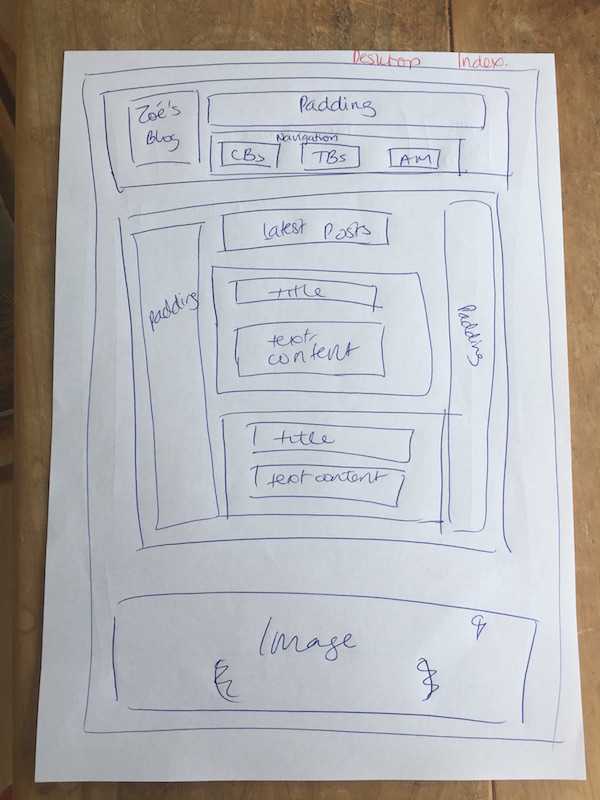 Desktop Index.
Zoé's
Blog
Padding
Navigation
CBs TBs AM
Latest Posts
Padding
Padding
title
text
content
title
text content
Image